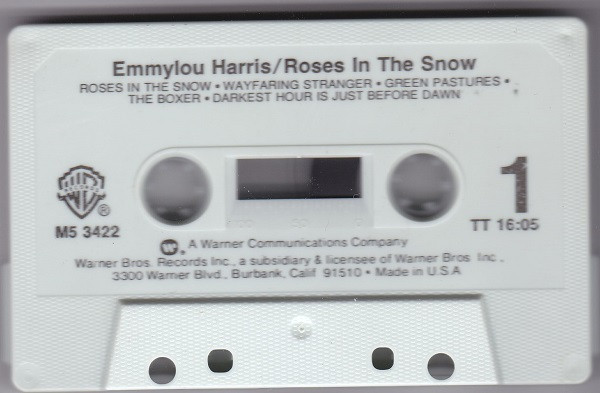 Emmylou Harris/Roses In The Snow
ROSES IN THE SNOW • WAYFARING STRANGER • GREEN PASTURES •
THE BOXER • DARKEST HOUR IS JUST BEFORE DAWN
RECORDS
®
1
M5 3422
TT 16:05
A Warner Communications Company
Warner Bros. Records Inc., a subsidiary & licensee of Warner Bros Inc.,
3300 Warner Blvd., Burbank, Calif 91510 • Made in U.S.A